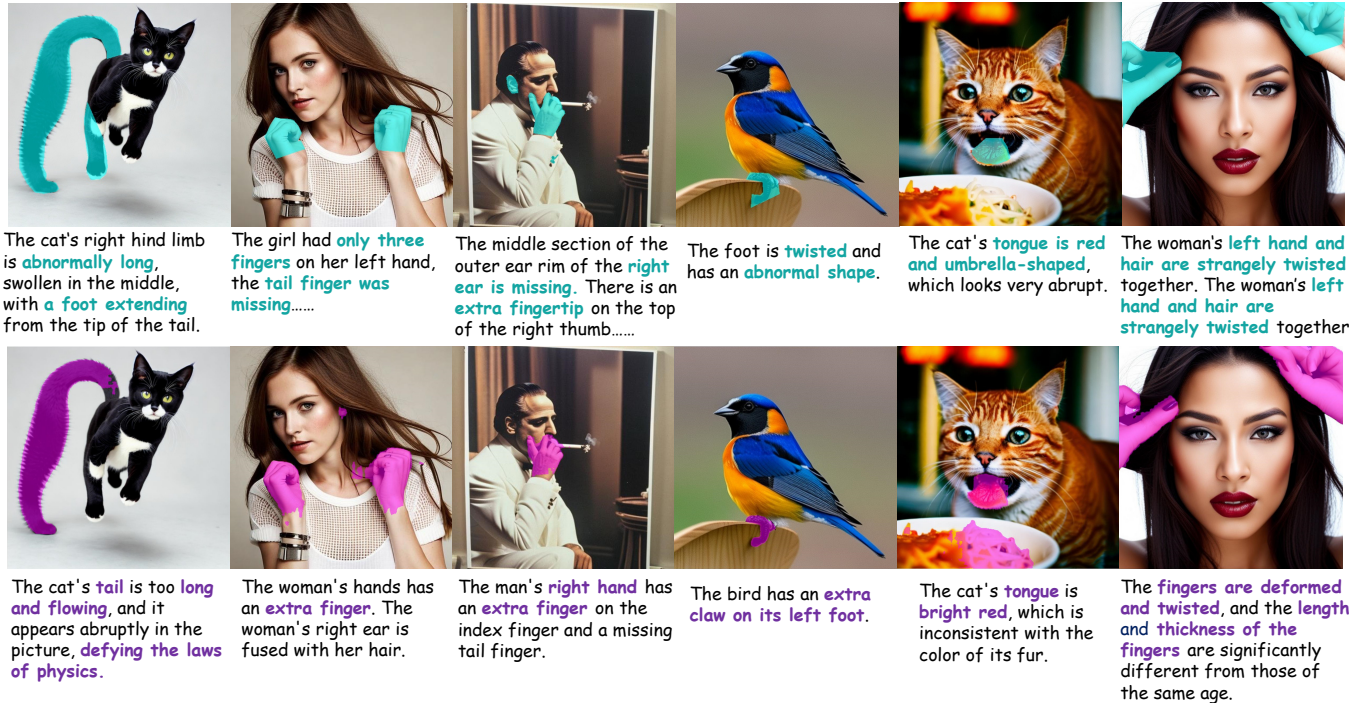 The cat's right hind limb
is abnormally long,
swollen in the middle,
with a foot extending
from the tip of the tail.
The girl had only three
fingers on her left hand,
the tail finger was
missing......
The middle section of the
outer ear rim of the right
ear is missing. There is an
extra fingertip on the top
of the right thumb......
The foot is twisted and
has an abnormal shape.
The cat's tongue is red
and umbrella-shaped,
which looks very abrupt.
The woman's left hand and
hair are strangely twisted
together. The woman's left
hand and hair are
strangely twisted together
The cat's tail is too long
and flowing, and it
appears abruptly in the
picture, defying the laws
of physics.
The woman's hands has
an extra finger. The
woman's right ear is
fused with her hair.
The man's right hand has
an extra finger on the
index finger and a missing
tail finger.
The bird has an extra
claw on its left foot.
The cat's tongue is
bright red, which is
inconsistent with the
color of its fur.
The fingers are deformed
and twisted, and the length
and thickness of the
fingers are significantly
different from those of
the same age.